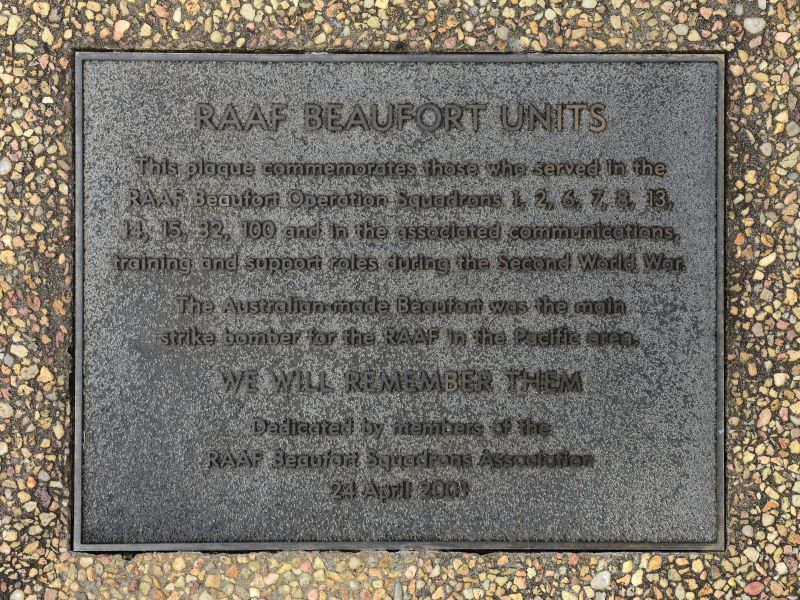 RAAF BEAUFORT UNITS
This plaque commemorates those who served in the
RAAF Beaufort Operation Squadrons 1, 2, 6, 7, 8, 13,
14, 15, 32, 100 and in the associated communications,
training and support roles during the Second World War.
The Australian-made Beaufort was the main
strike bomber for the RAAF in the Pacific area.
WE WILL REMEMBER THEM
Dedicated by members of the
RAAF Beaufort Squadrons Association
24 April